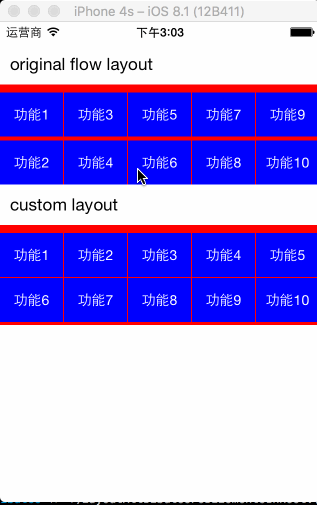 iPhone 4s – iOS 8.1 (12B411)
运营商 下午3:03
original flow layout
功能1 功能3 功能5 功能7 功能9
功能2 功能4 功能6 功能8 功能10
custom layout
功能1 功能2 功能3 功能4 功能5
功能6 功能7 功能8 功能9 功能10